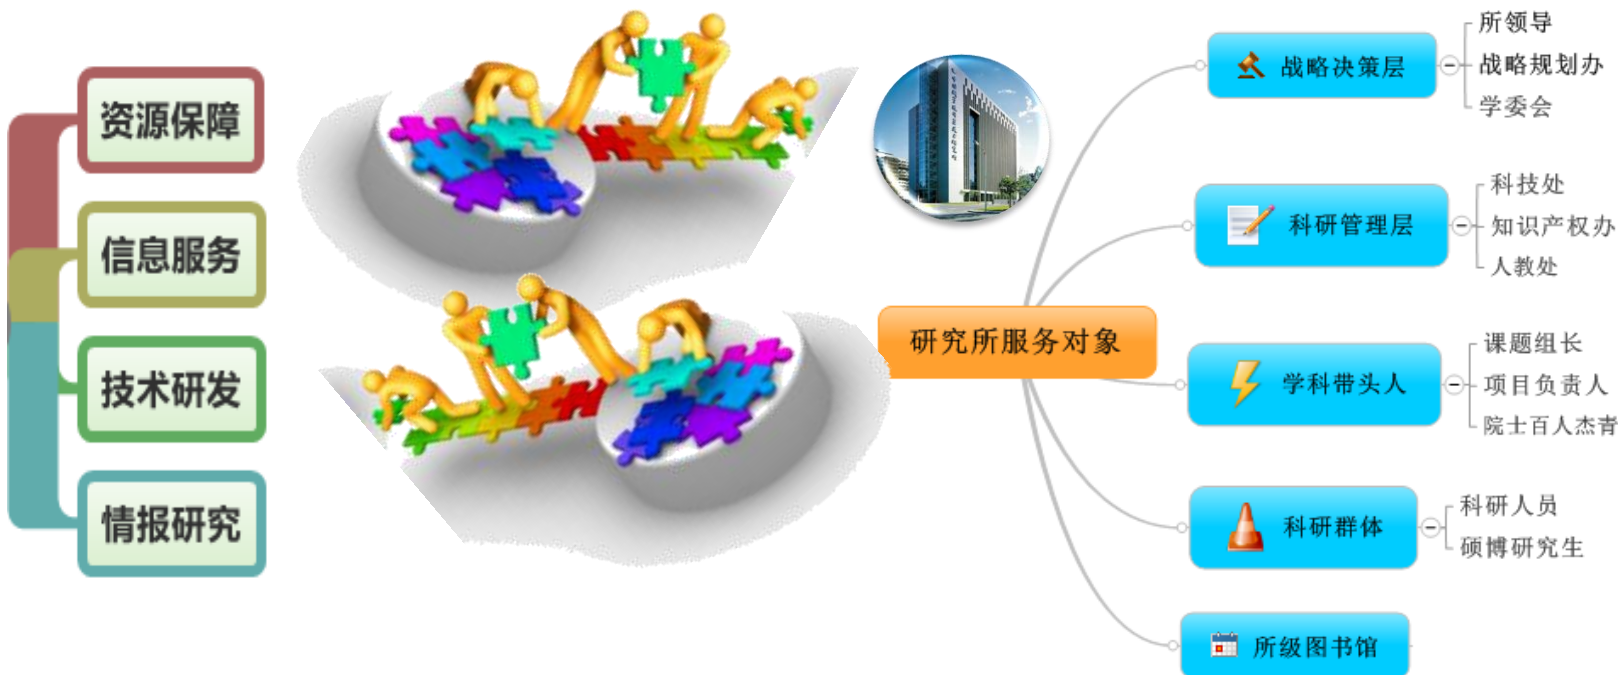 资源保障
信息服务
技术研发
情报研究
研究所服务对象
战略决策层
所领导
战略规划办
学委会
科研管理层
科技处
知识产权办
人教处
学科带头人
课题组长
项目负责人
院士百人杰青
科研群体
科研人员
硕博研究生
所级图书馆